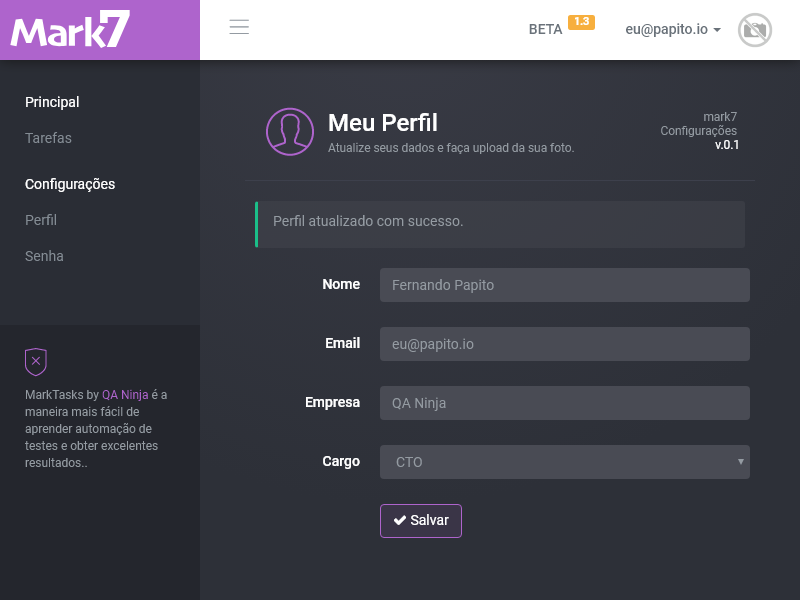 Mark7
BETA 1.3
eu@papito.io
Principal
Tarefas
Configurações
Perfil
Senha
MarkTasks by QA Ninja é a
maneira mais fácil de
aprender automação de
testes e obter excelentes
resultados..
Meu Perfil
Atualize seus dados e faça upload da sua foto.
mark7
Configurações
v.0.1
Perfil atualizado com sucesso.
Nome Fernando Papito
Email eu@papito.io
Empresa QA Ninja
Cargo CTO
Salvar